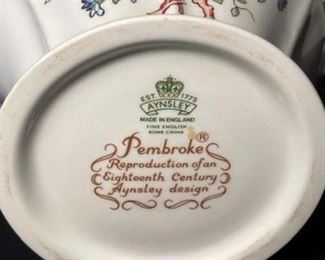 EST 1775
AYNSLEY
MADE IN ENGLAND
FINE ENGLISH
BONE CHINA
Pembroke®
Reproduction of an
Eighteenth Century
Aynsley design